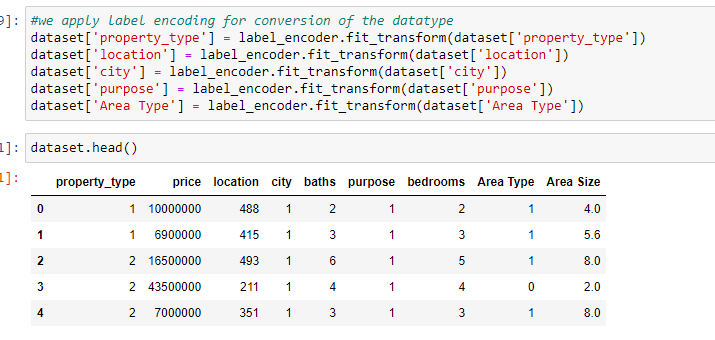 9]: #we apply label encoding for conversion of the datatype
dataset['property_type'] = label_encoder.fit_transform(dataset['property_type'])
dataset['location'] = label_encoder.fit_transform(dataset['location'])
dataset['city'] = label_encoder.fit_transform(dataset['city'])
dataset['purpose'] = label_encoder.fit_transform(dataset['purpose'])
dataset['Area Type'] = label_encoder.fit_transform(dataset['Area Type'])
1]: dataset.head()
1]:
property_type price location city baths purpose bedrooms Area Type Area Size
0 1 10000000 488 1 2 1 2 1 4.0
1 1 6900000 415 1 3 1 3 1 5.6
2 2 16500000 493 1 6 1 5 1 8.0
3 2 43500000 211 1 4 1 4 0 2.0
4 2 7000000 351 1 3 1 3 1 8.0